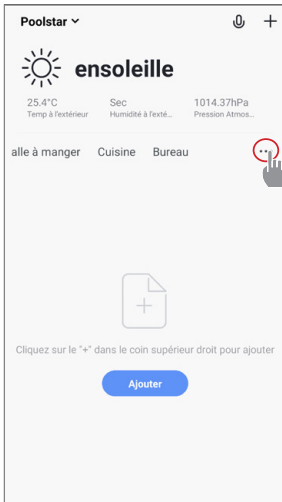 Poolstar
ensoleille
25.4°C Sec 1014.37hPa
Temp à l'extérieur Humidité à l'exté... Pression Atmos...
alle à manger Cuisine Bureau
Cliquez sur le "+" dans le coin supérieur droit pour ajouter
Ajouter